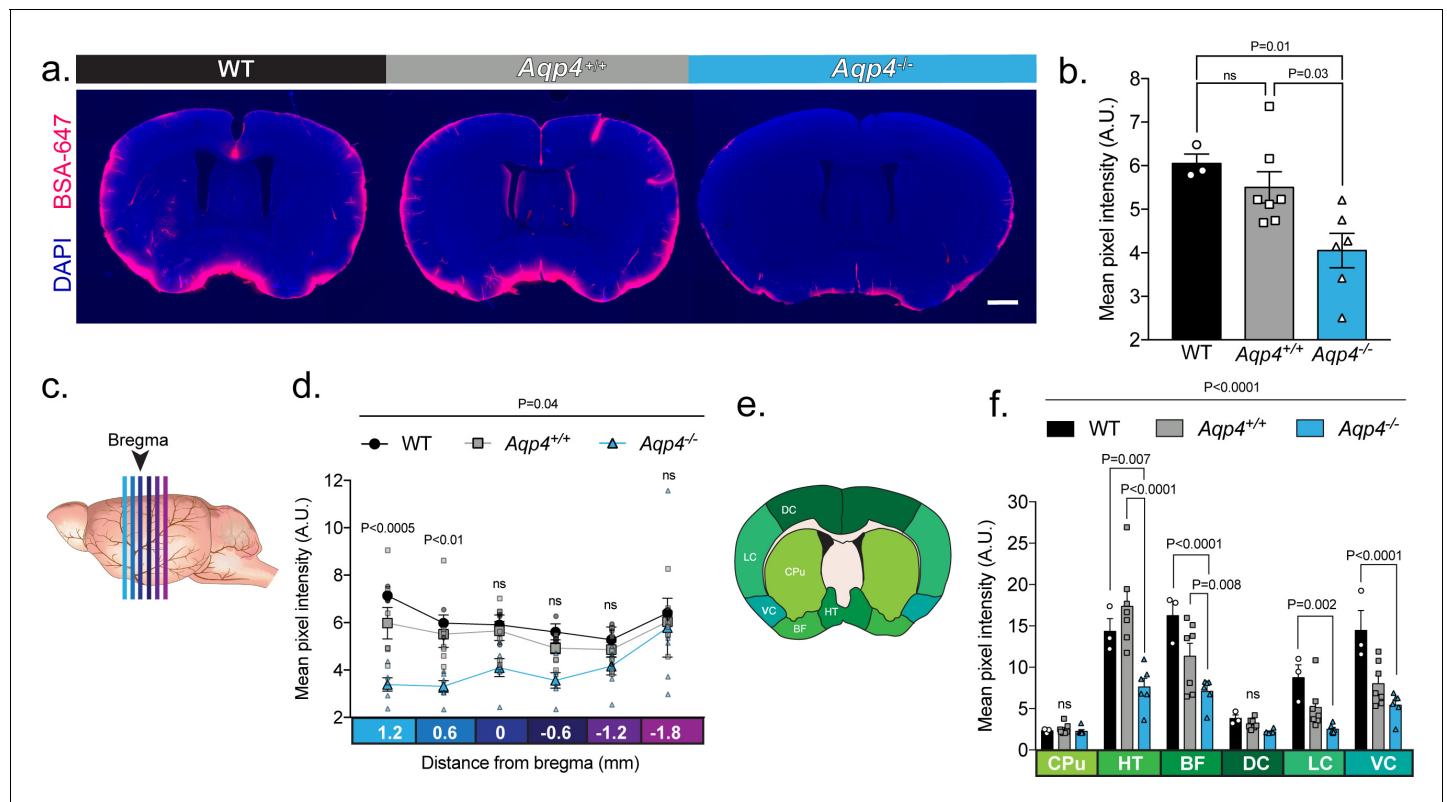 a.
WT
Aqp4+/+
Aqp4-/-
DAPI BSA-647
b.
P=0.01
ns
P=0.03
Mean pixel intensity (A.U.)
8
7
6
5
4
3
2
WT
Aqp4+/+
Aqp4-/-
c.
Bregma
d.
P=0.04
WT
Aqp4+/+
Aqp4-/-
Mean pixel intensity (A.U.)
12
10
8
6
4
2
P<0.0005
P<0.01
ns
ns
ns
ns
1.2
0.6
0
-0.6
-1.2
-1.8
Distance from bregma (mm)
e.
DC
LC
CPu
VC
HT
BF
f.
P<0.0001
WT
Aqp4+/+
Aqp4-/-
Mean pixel intensity (A.U.)
30
25
20
15
10
5
0
ns
P=0.007
P<0.0001
P<0.0001
P=0.008
ns
P=0.002
P<0.0001
CPu
HT
BF
DC
LC
VC